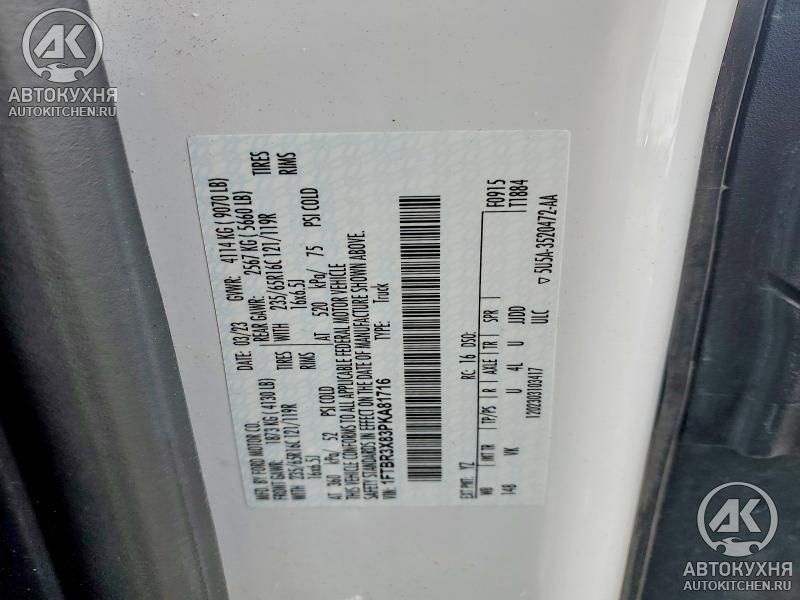 АК
АВТОКУХНЯ
AUTOKITCHEN.RU
MFD. BY FORD MOTOR CO.
DATE: 03/23 GVWR: 4114 KG ( 9070 LB)
FRONT GAWR: 1873 KG ( 4130 LB) REAR GAWR: 2567 KG ( 5660 LB)
WITH 235/65R16C 121/119R TIRES WITH 235/65R16C 121/119R TIRES
16x6.5J RIMS 16x6.5J RIMS
AT 360 kPa/ 52 PSI COLD AT 520 kPa/ 75 PSI COLD
THIS VEHICLE CONFORMS TO ALL APPLICABLE FEDERAL MOTOR VEHICLE
SAFETY STANDARDS IN EFFECT ON THE DATE OF MANUFACTURE SHOWN ABOVE.
VIN: 1FTBR3X83PKA81716 TYPE: Truck
F0915
T1884
EXT PNT: YZ RC: 16 DSO:
WB INT TR TP/PS R AXLE TR SPR
148 VK U 4L U JJDD
ULC
1202303103417
▽ 5U5A-3520472-AA
АК
АВТОКУХНЯ
AUTOKITCHEN.RU